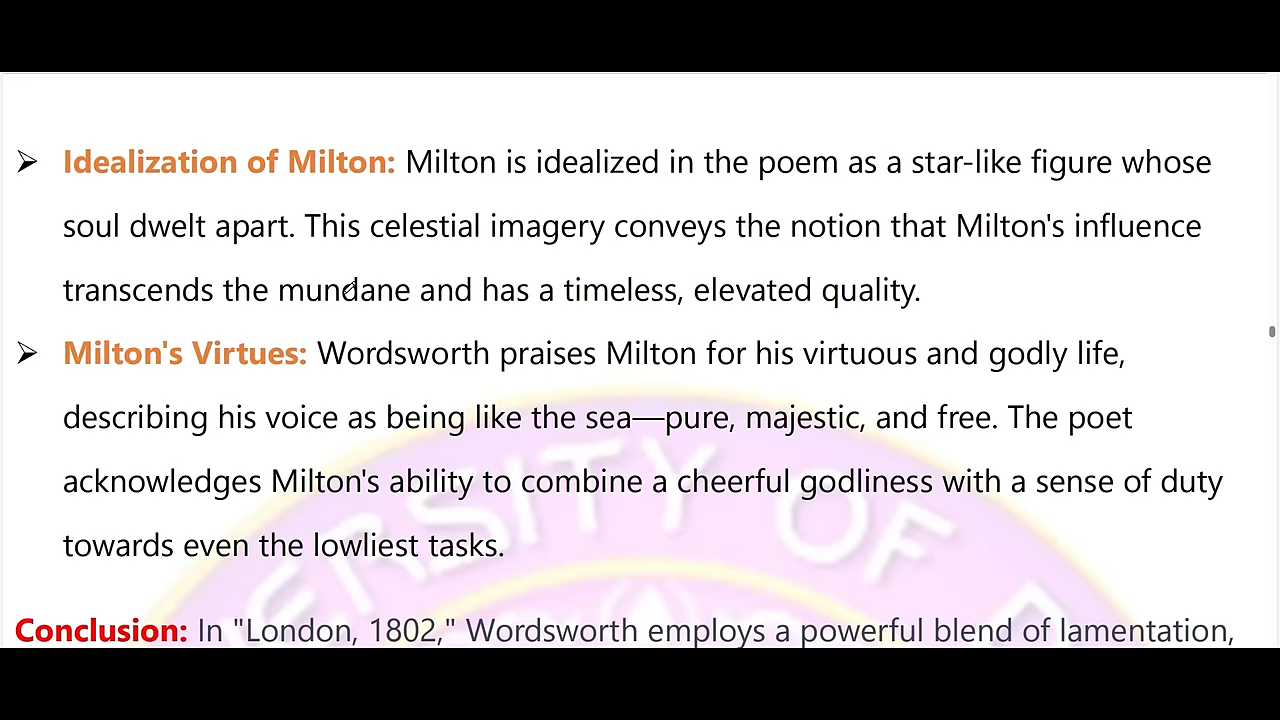 ➢ Idealization of Milton: Milton is idealized in the poem as a star-like figure whose
soul dwelt apart. This celestial imagery conveys the notion that Milton's influence
transcends the mundane and has a timeless, elevated quality.
➢ Milton's Virtues: Wordsworth praises Milton for his virtuous and godly life,
describing his voice as being like the sea—pure, majestic, and free. The poet
acknowledges Milton's ability to combine a cheerful godliness with a sense of duty
towards even the lowliest tasks.
Conclusion: In "London, 1802," Wordsworth employs a powerful blend of lamentation,
ERSITY OF